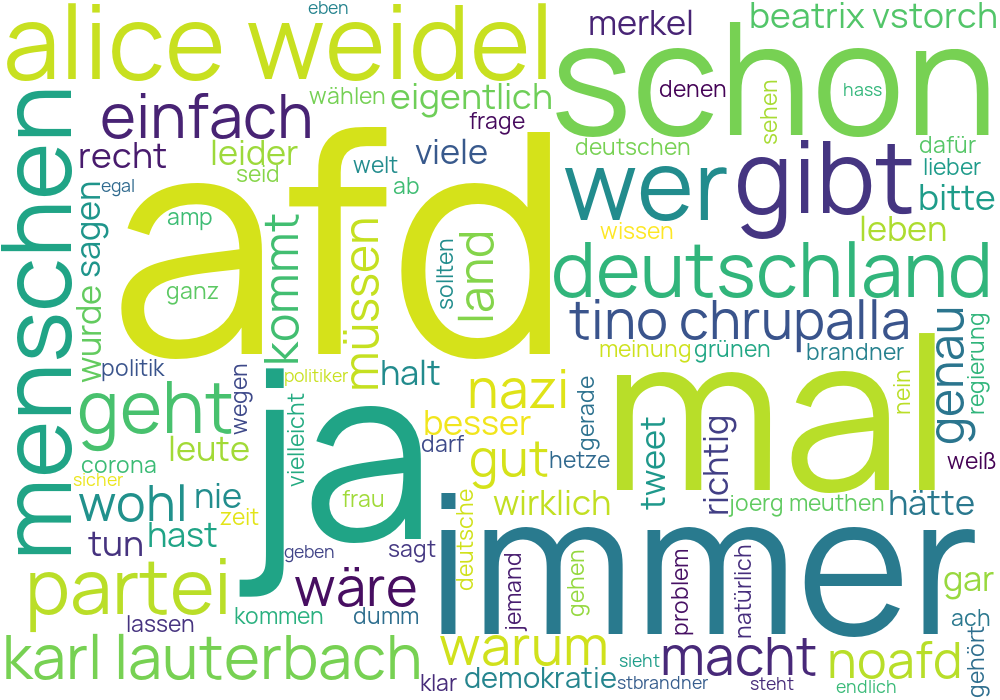 eben
alice weidel
merkel
beatrix vstorch
schon
menschen
einfach
wählen
eigentlich
denen
sehen
hass
frage
recht
leider
seid
welt
ab
viele
deutschen
dafür
lieber
bitte
egal
wurde sagen
amp
ganz
afd
kommt
müssen
sollten
land
wer
gibt
wissen
leben
deutschland
tino chrupalla
meinung
grünen
brandner
genau
regierung
politik
wegen
politiker
halt
geht
ja
nazi
gerade
mal
nein
besser
leute
vielleicht
darf
gut
hetze
tweet
richtig
weiß
corona
sicher
wohl
nie
zeit
frau
wirklich
joerg meuthen
hätte
tun
hast
geben
sagt
deutsche
immer
partei
wäre
jemand
gehen
problem
natürlich
gar
lassen
kommen
dumm
ach
gehört
karl lauterbach
warum
macht
noafd
klar
demokratie
sieht
stbrandner
steht
endlich